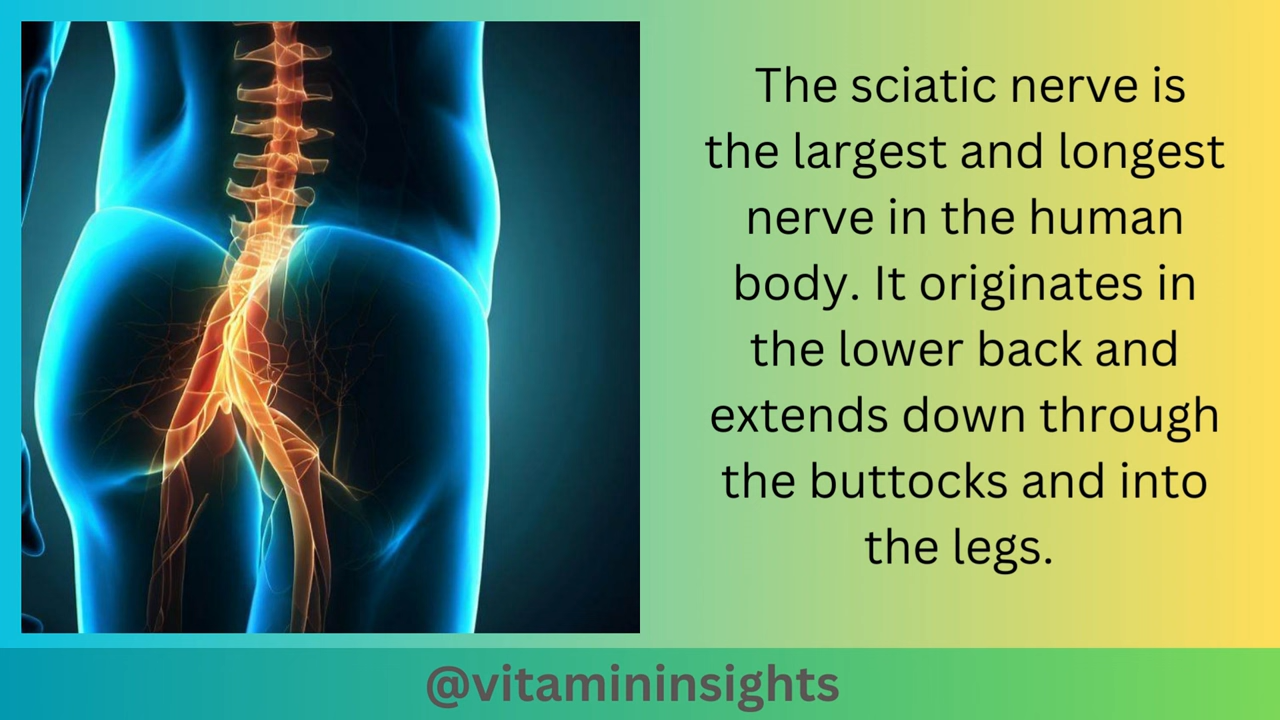 The sciatic nerve is
the largest and longest
nerve in the human
body. It originates in
the lower back and
extends down through
the buttocks and into
the legs.
@vitamininsights